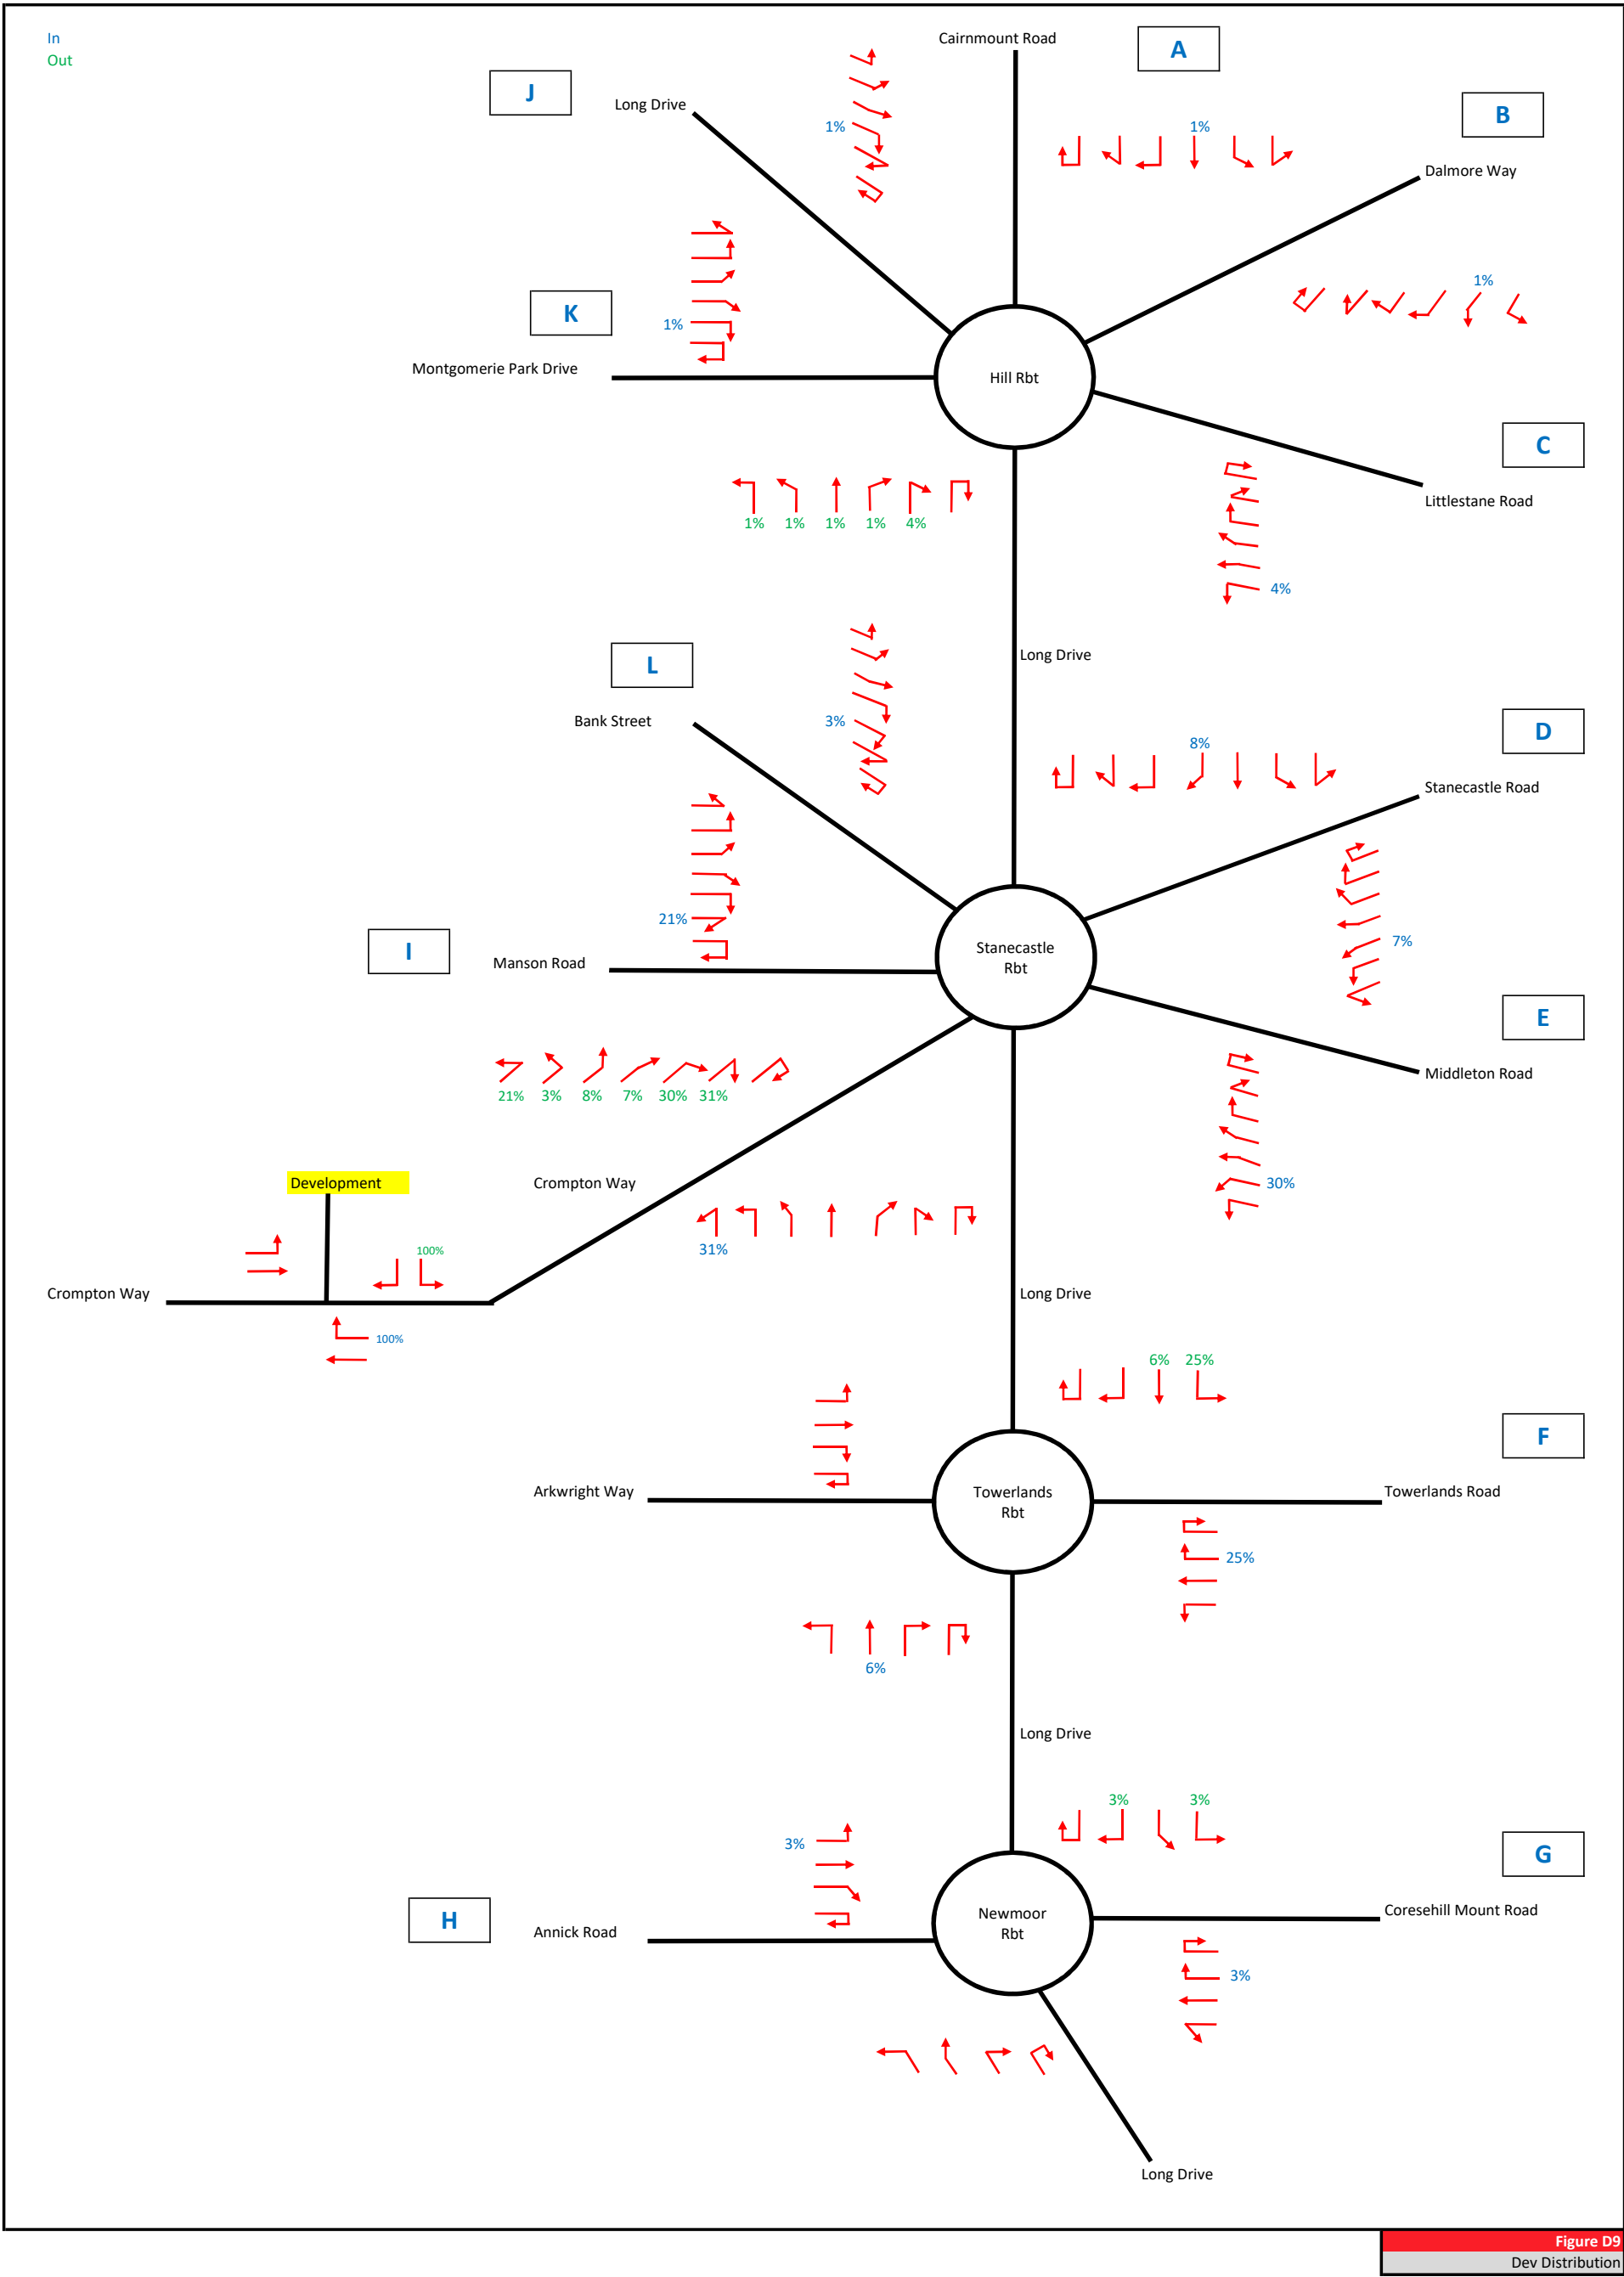 In
Out
Cairnmount Road
A
J
Long Drive
B
1%
1%
Dalmore Way
1%
K
1%
Montgomerie Park Drive
Hill Rbt
C
Littlestane Road
1% 1% 1% 1% 4%
4%
L
Long Drive
Bank Street
3%
D
8%
Stanecastle Road
21%
7%
I
Manson Road
Stanecastle
Rbt
E
Middleton Road
21% 3% 8% 7% 30% 31%
Development
Crompton Way
30%
31%
100%
Crompton Way
Long Drive
100%
6% 25%
F
Arkwright Way
Towerlands
Rbt
Towerlands Road
25%
6%
Long Drive
3% 3%
3%
G
H
Annick Road
Newmoor
Rbt
Coresehill Mount Road
3%
Long Drive
Figure D9
Dev Distribution